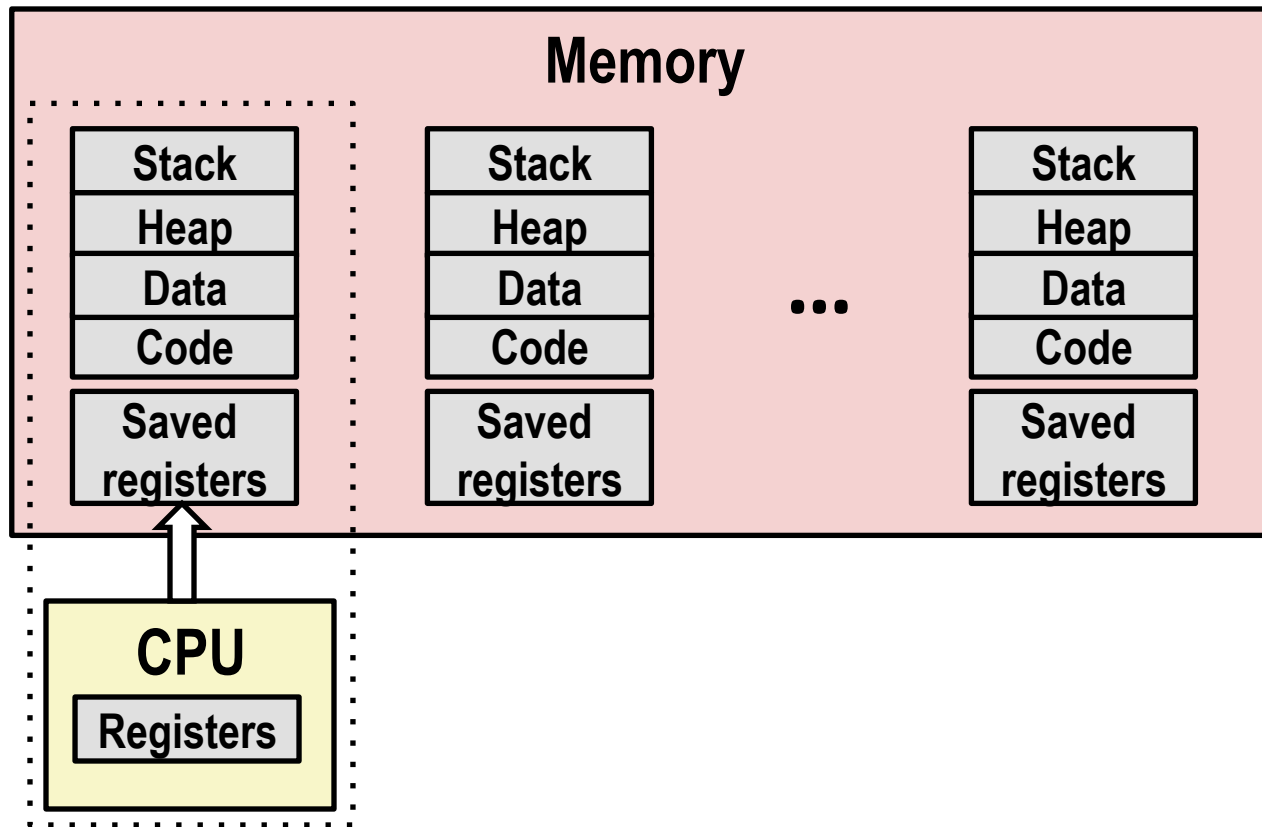 Memory
Stack
Heap
Data
Code
Saved
registers
Stack
Heap
Data
Code
Saved
registers
...
Stack
Heap
Data
Code
Saved
registers
CPU
Registers